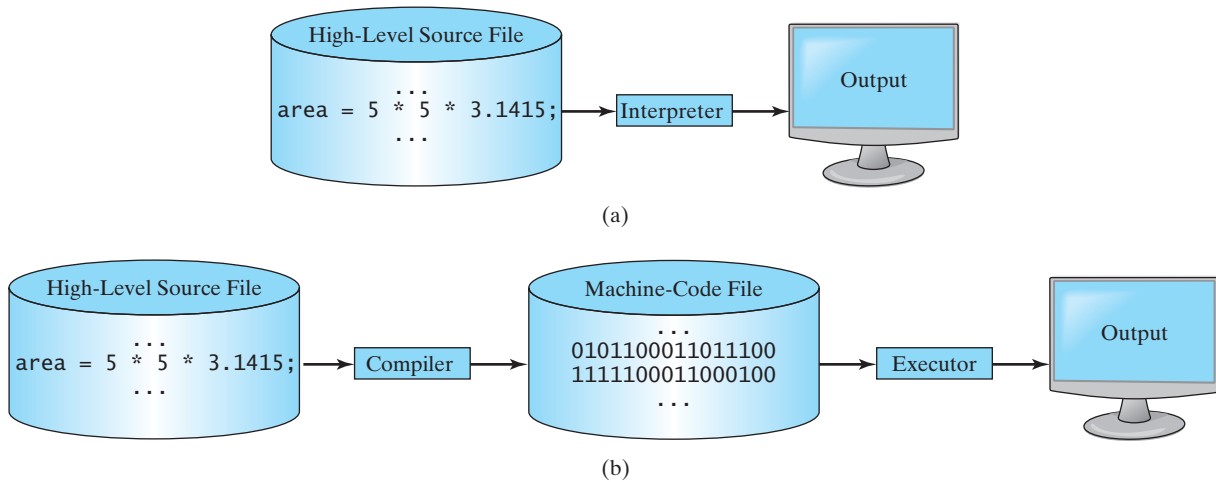 High-Level Source File
...
area = 5 * 5 * 3.1415;
...
Interpreter
Output
(a)
High-Level Source File
...
area = 5 * 5 * 3.1415;
...
Compiler
Machine-Code File
...
0101100011011100
1111100011000100
...
Executor
Output
(b)